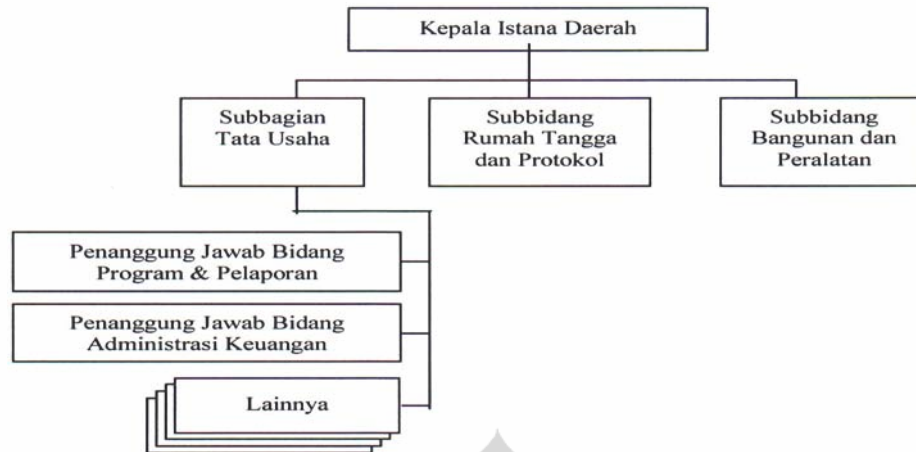 Kepala Istana Daerah
Subbagian
Tata Usaha
Subbidang
Rumah Tangga
dan Protokol
Subbidang
Bangunan dan
Peralatan
Penanggung Jawab Bidang
Program & Pelaporan
Penanggung Jawab Bidang
Administrasi Keuangan
Lainnya